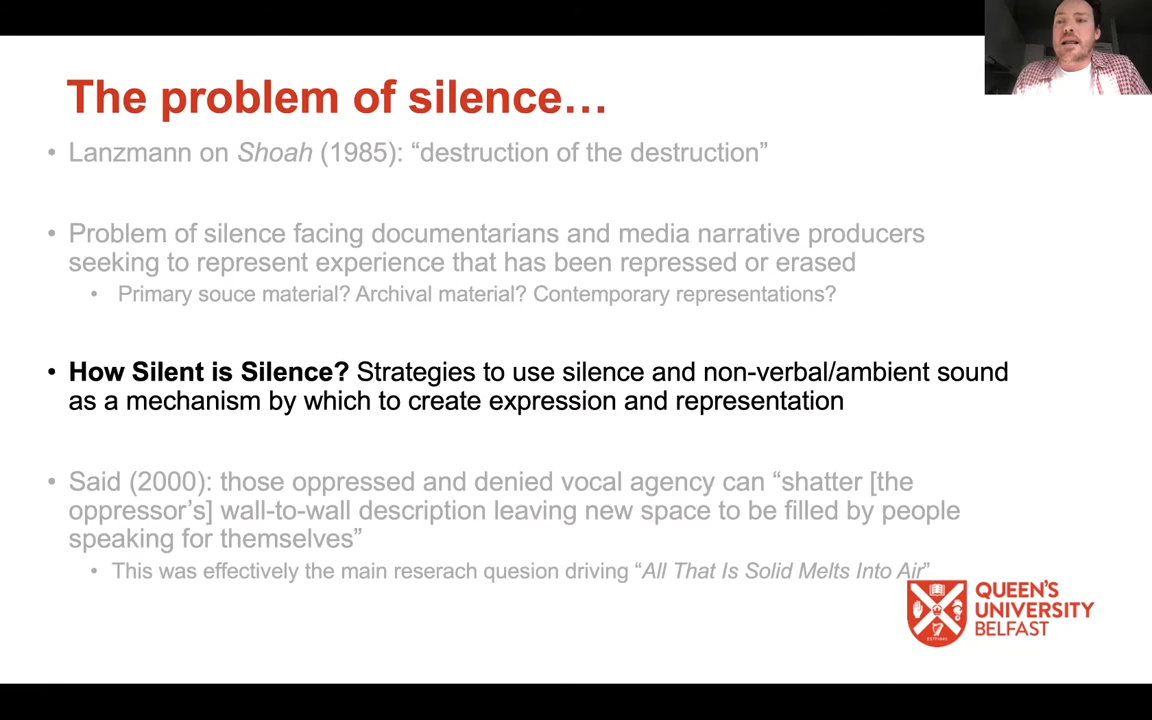 The problem of silence…
• Lanzmann on Shoah (1985): “destruction of the destruction”
• Problem of silence facing documentarians and media narrative producers
seeking to represent experience that has been repressed or erased
• Primary souce material? Archival material? Contemporary representations?
• How Silent is Silence? Strategies to use silence and non-verbal/ambient sound
as a mechanism by which to create expression and representation
• Said (2000): those oppressed and denied vocal agency can “shatter [the
oppressor’s] wall-to-wall description leaving new space to be filled by people
speaking for themselves”
• This was effectively the main reserach quesion driving “All That Is Solid Melts Into Air”
QUEEN’S
UNIVERSITY
BELFAST